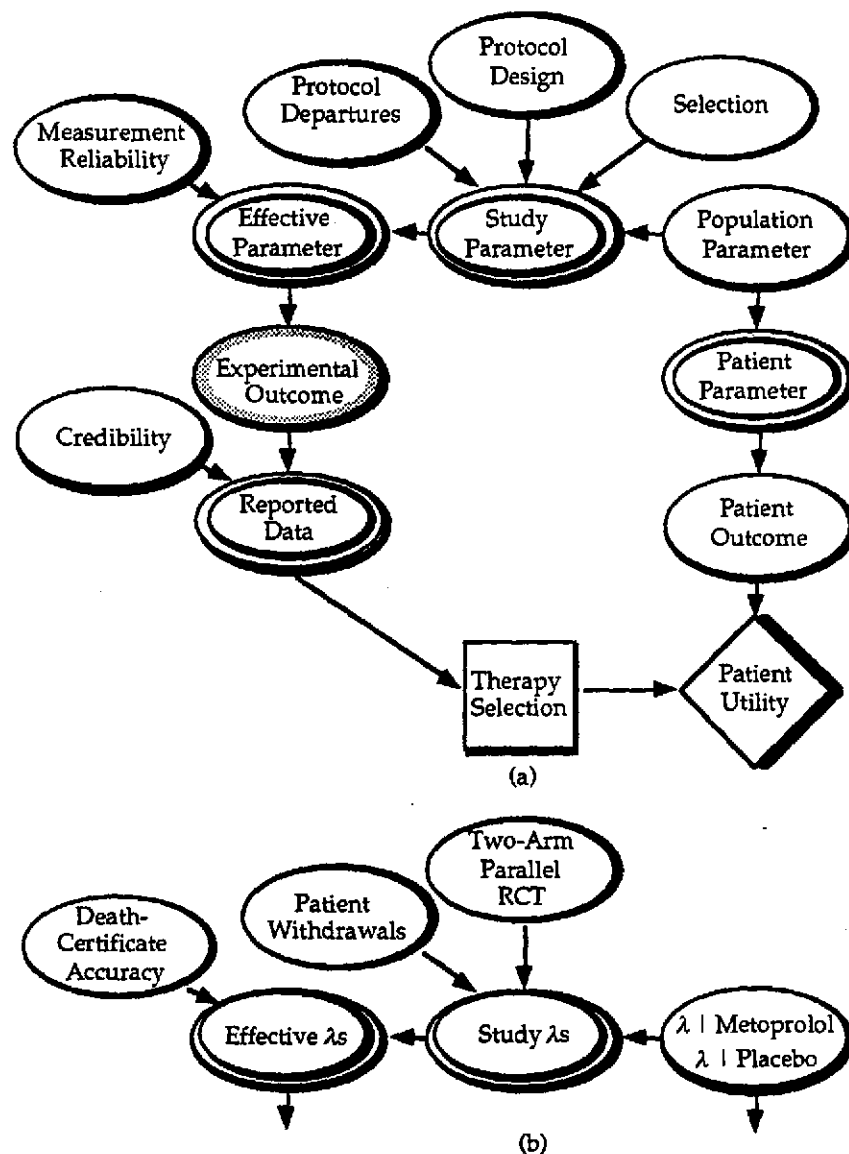 Protocol
Design
Protocol
Departures
Selection
Measurement
Reliability
Effective
Parameter
Study
Parameter
Population
Parameter
Experimental
Outcome
Patient
Parameter
Credibility
Reported
Data
Patient
Outcome
Therapy
Selection
Patient
Utility
(a)
Two-Arm
Parallel
RCT
Patient
Withdrawals
Death-
Certificate
Accuracy
Effective λs
Study λs
λ | Metoprolol
λ | Placebo
(b)